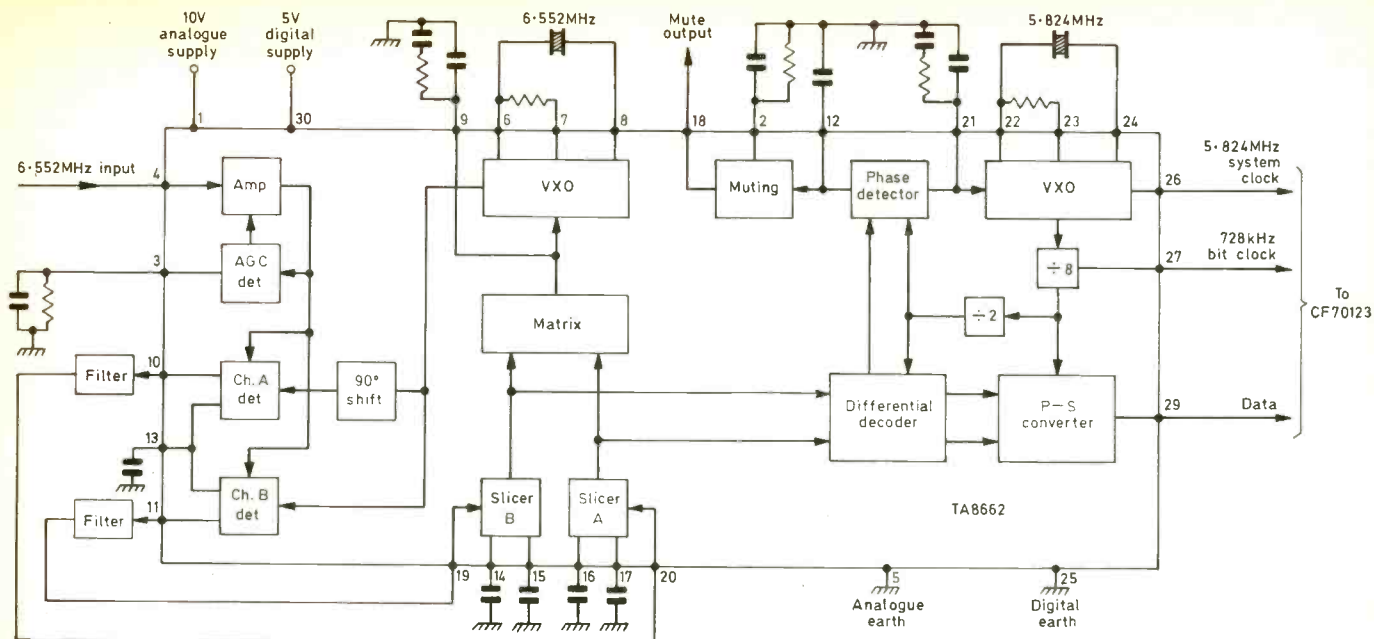 10V
analogue
supply
5V
digital
supply
6·552MHz
Mute
output
5·824MHz
1
30
9
6
7
8
18
2
12
21
22
23
24
6·552MHz input
4
Amp
VXO
Muting
Phase
detector
VXO
26
5·824MHz
system
clock
3
AGC
det
÷8
27
728kHz
bit clock
Matrix
÷2
To
CF70123
Filter
10
Ch. A
det
90°
shift
Differential
decoder
P–S
converter
29
Data
13
Ch. B
det
Filter
11
Slicer
B
Slicer
A
TA8662
19
14
15
16
17
20
5
25
Analogue
earth
Digital
earth